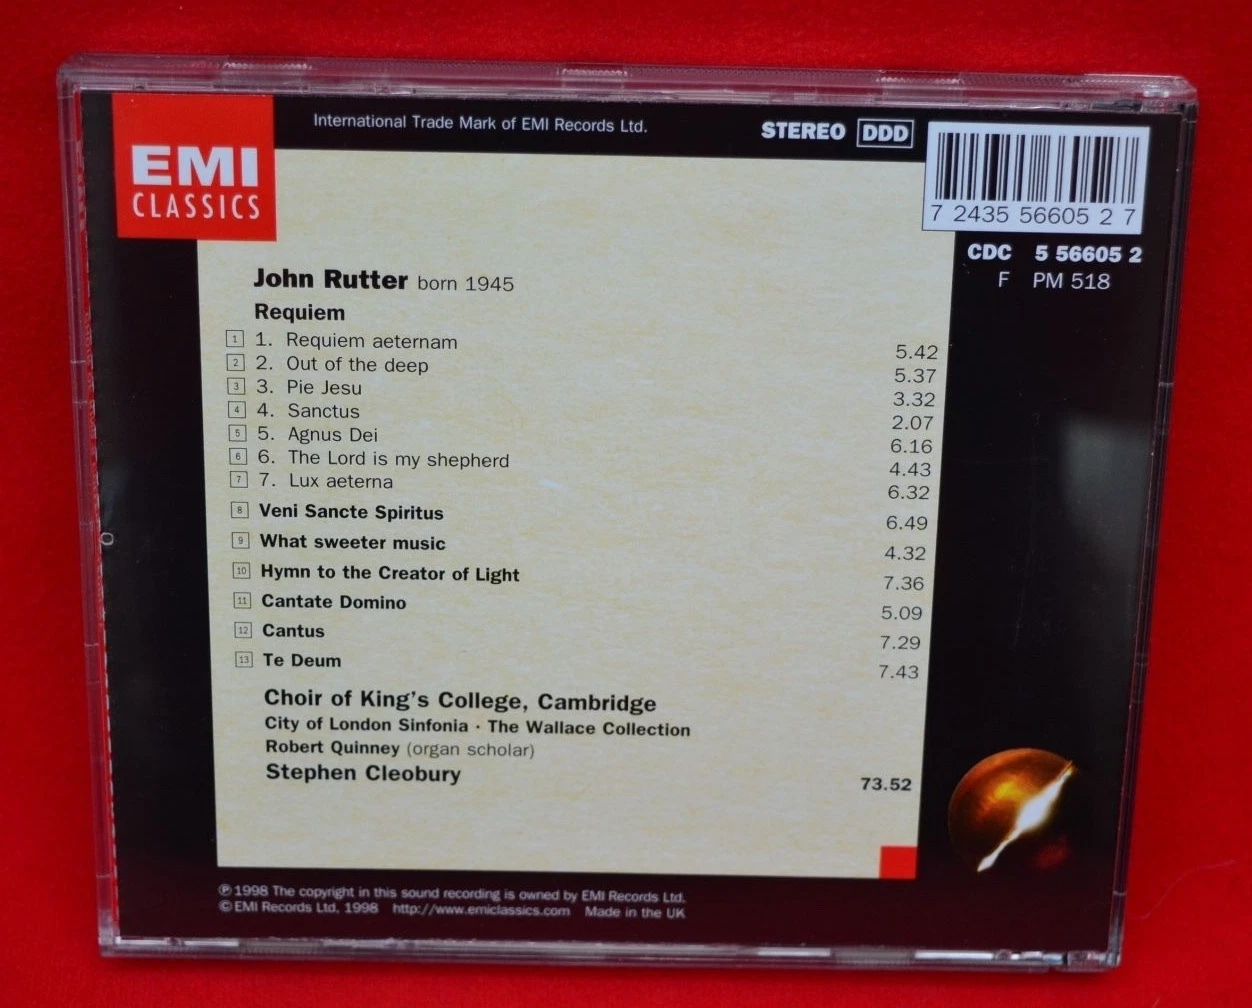 EMI
CLASSICS
International Trade Mark of EMI Records Ltd.
STEREO DDD
7 24355 66052 7
CDC 5 56605 2
F PM 518
John Rutter born 1945
Requiem
1 1. Requiem aeternam 5.42
2 2. Out of the deep 5.37
3 3. Pie Jesu 3.32
4 4. Sanctus 2.07
5 5. Agnus Dei 6.16
6 6. The Lord is my shepherd 4.43
7 7. Lux aeterna 6.32
8 Veni Sancte Spiritus 6.49
9 What sweeter music 4.32
10 Hymn to the Creator of Light 7.36
11 Cantate Domino 5.09
12 Cantus 7.29
13 Te Deum 7.43
Choir of King's College, Cambridge
City of London Sinfonia · The Wallace Collection
Robert Quinney (organ scholar)
Stephen Cleobury 73.52
℗ 1998 The copyright in this sound recording is owned by EMI Records Ltd.
© EMI Records Ltd, 1998 http://www.emiclassics.com Made in the UK